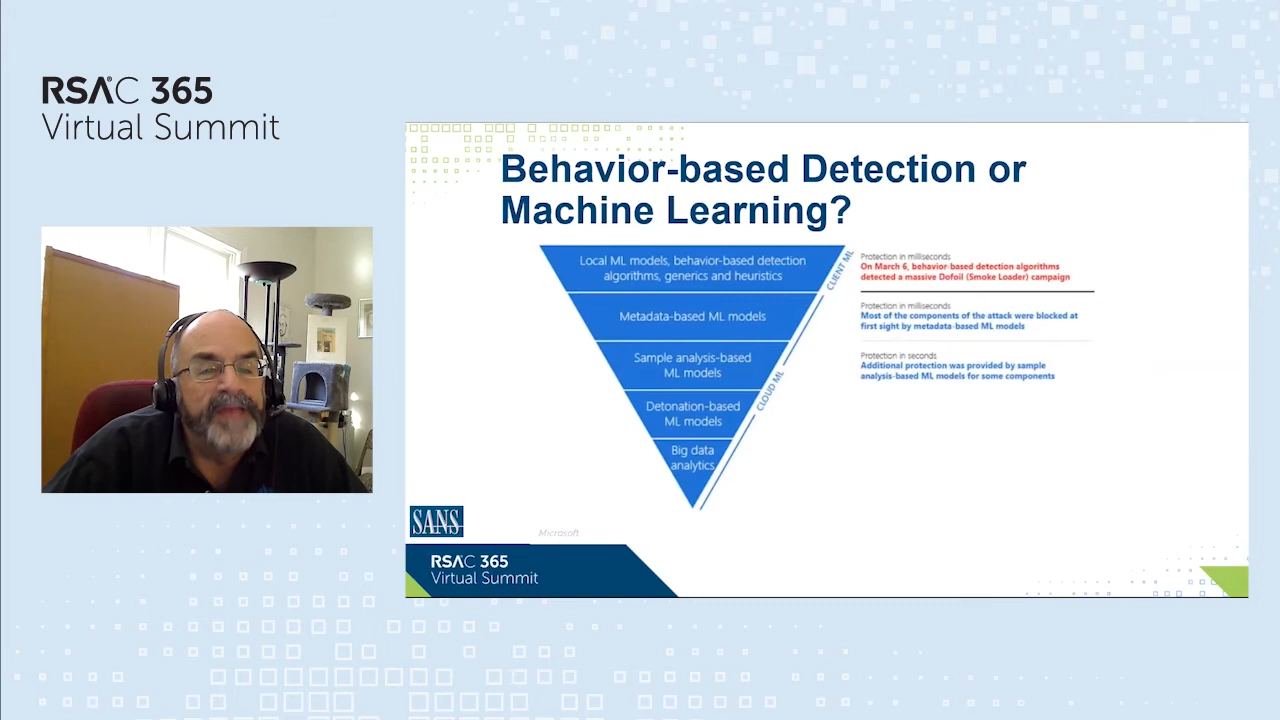 RSAC 365
Virtual Summit
Behavior-based Detection or
Machine Learning?
Local ML models, behavior-based detection
algorithms, generics and heuristics
Metadata-based ML models
Sample analysis-based
ML models
Detonation-based
ML models
Big data
analytics
CLIENT ML
CLOUD ML
Protection in milliseconds
On March 6, behavior-based detection algorithms
detected a massive Dofoil (Smoke Loader) campaign
Protection in milliseconds
Most of the components of the attack were blocked at
first sight by metadata-based ML models
Protection in seconds
Additional protection was provided by sample
analysis-based ML models for some components
SANS
Microsoft
RSAC 365
Virtual Summit